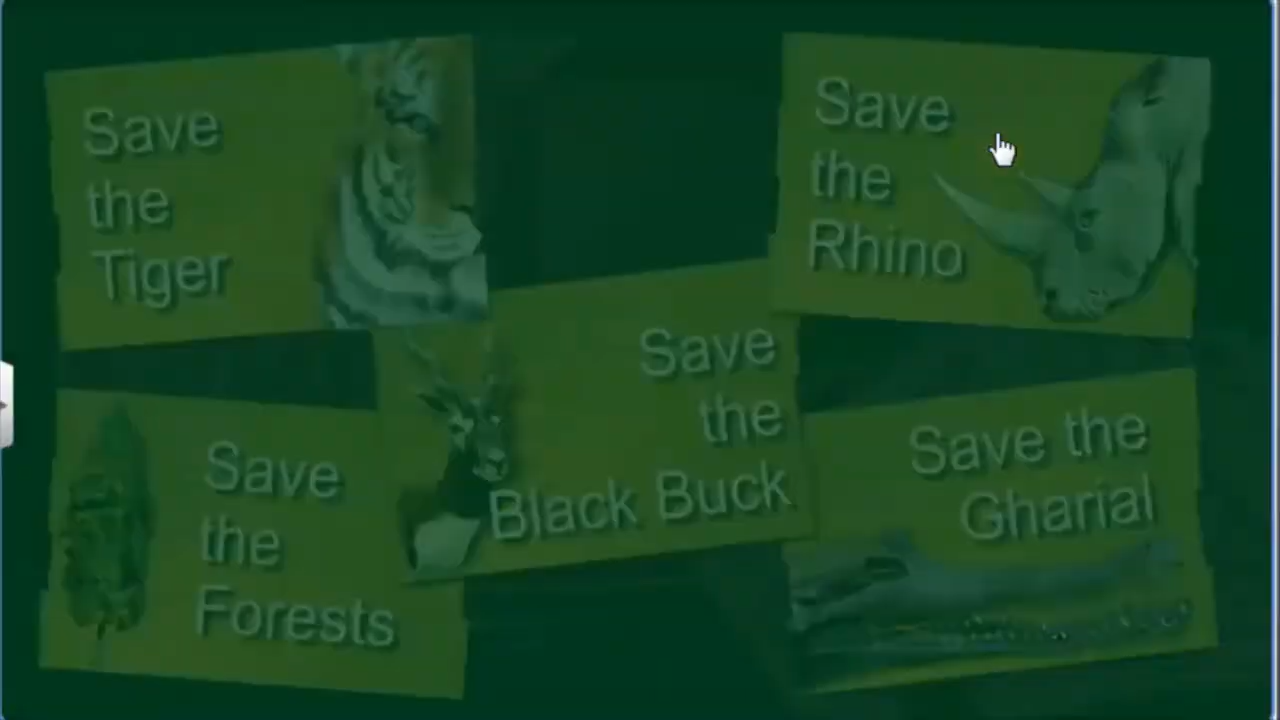 Save
the
Tiger
Save
the
Rhino
Save
the
Black Buck
Save
the
Forests
Save the
Gharial